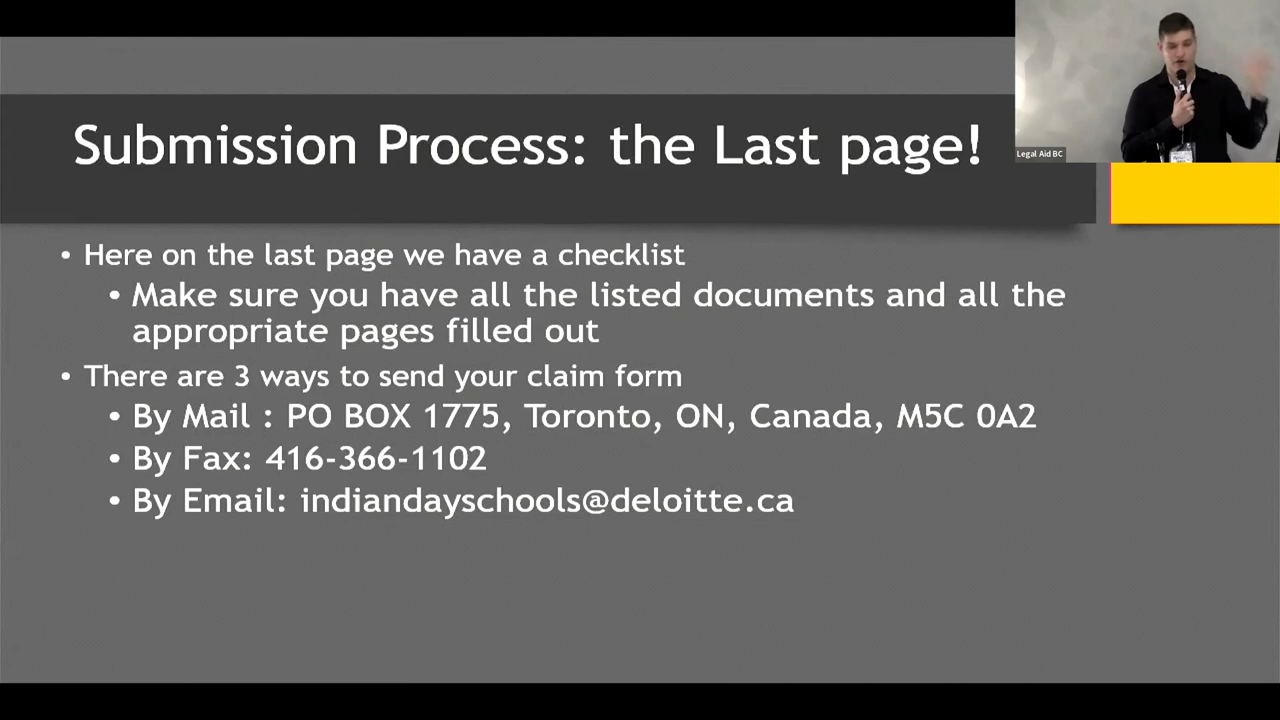 Submission Process: the Last page!
Legal Aid BC
• Here on the last page we have a checklist
• Make sure you have all the listed documents and all the
appropriate pages filled out
• There are 3 ways to send your claim form
• By Mail : PO BOX 1775, Toronto, ON, Canada, M5C 0A2
• By Fax: 416-366-1102
• By Email: indiandayschools@deloitte.ca